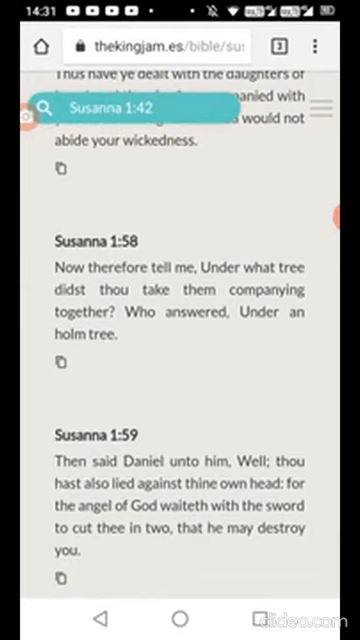 14:31
thekingjam.es/bible/sus
3
Thus have ye dealt with the daughters of
Susanna 1:42
would not
abide your wickedness.
Susanna 1:58
Now therefore tell me, Under what tree
didst thou take them companying
together? Who answered, Under an
holm tree.
Susanna 1:59
Then said Daniel unto him, Well; thou
hast also lied against thine own head: for
the angel of God waiteth with the sword
to cut thee in two, that he may destroy
you.
clideo.com